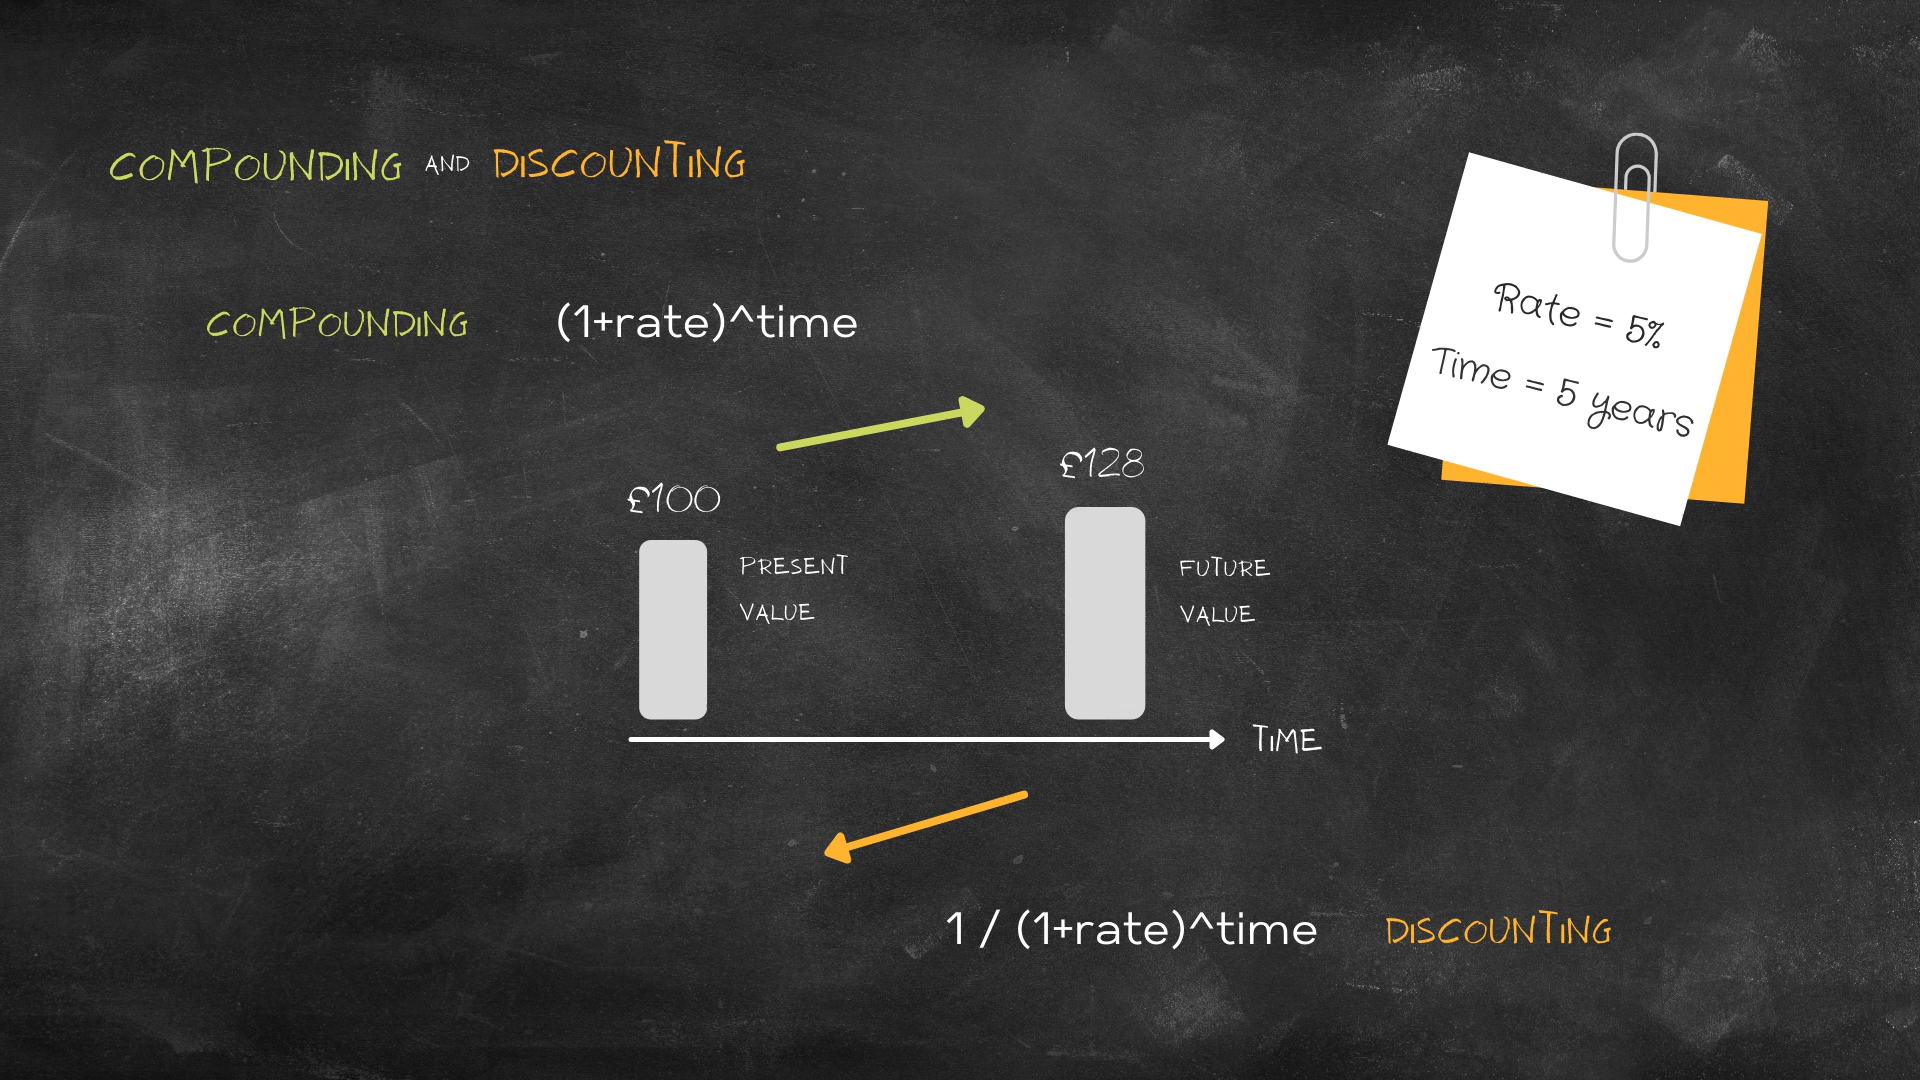 COMPOUNDING AND DISCOUNTING
COMPOUNDING (1+rate)^time
Rate = 5%
Time = 5 years
£100
£128
PRESENT
VALUE
FUTURE
VALUE
TIME
1 / (1+rate)^time DISCOUNTING